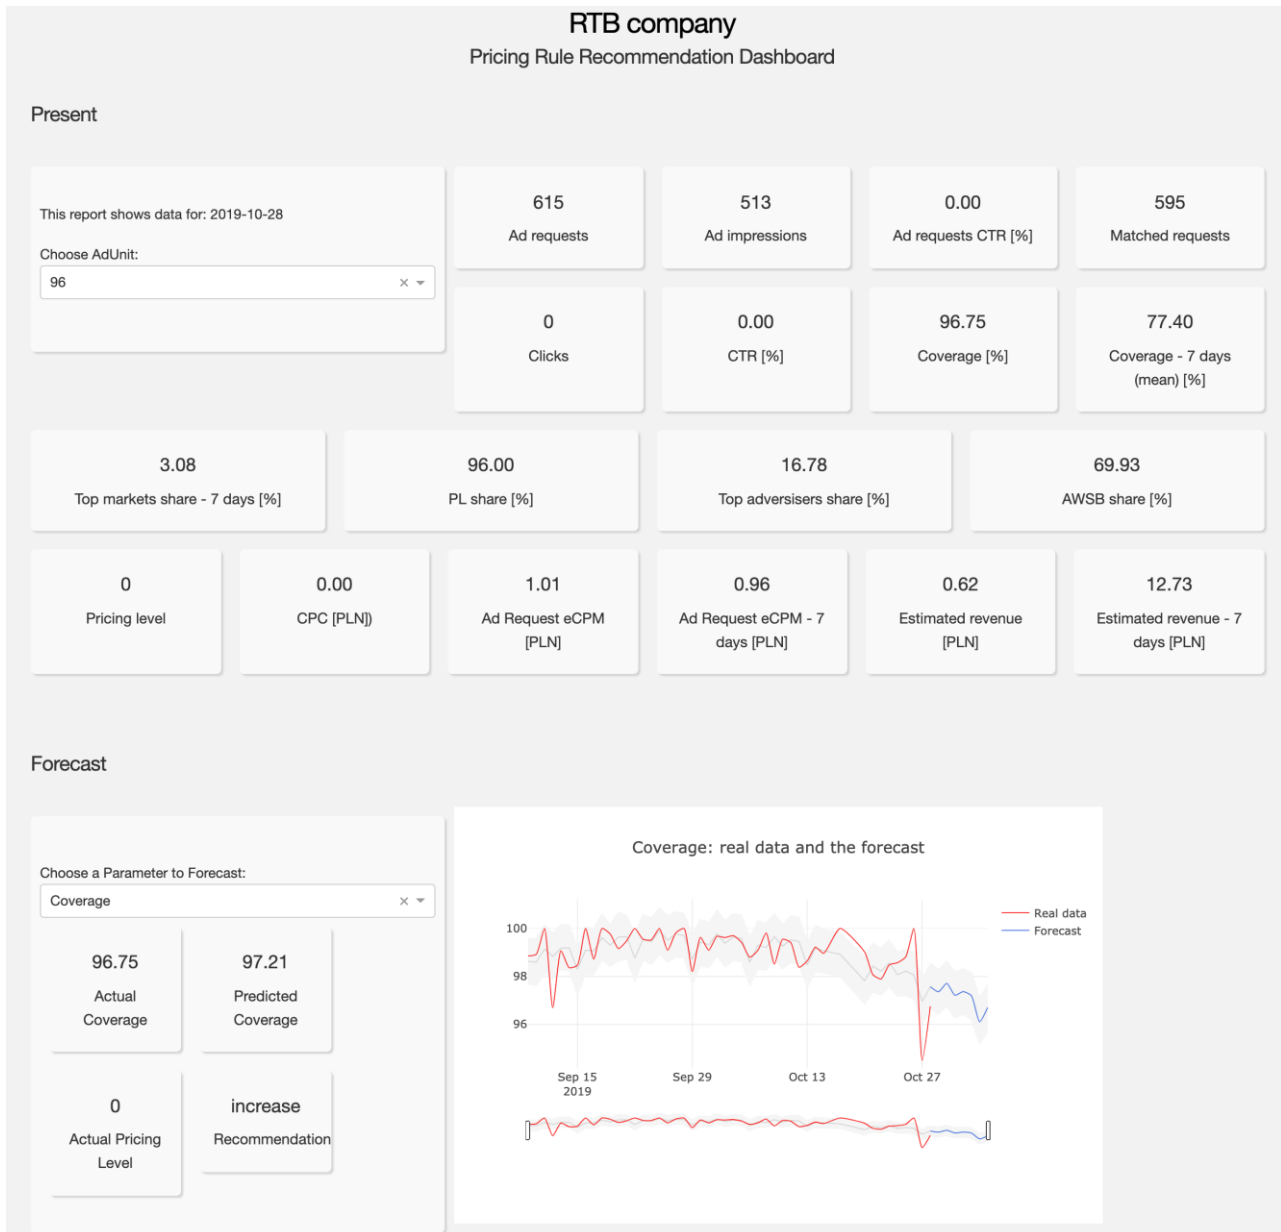 RTB company
Pricing Rule Recommendation Dashboard
Present
This report shows data for: 2019-10-28
Choose AdUnit:
96
615
Ad requests
513
Ad impressions
0.00
Ad requests CTR [%]
595
Matched requests
0
Clicks
0.00
CTR [%]
96.75
Coverage [%]
77.40
Coverage - 7 days
(mean) [%]
3.08
Top markets share - 7 days [%]
96.00
PL share [%]
16.78
Top adversisers share [%]
69.93
AWSB share [%]
0
Pricing level
0.00
CPC [PLN])
1.01
Ad Request eCPM
[PLN]
0.96
Ad Request eCPM - 7
days [PLN]
0.62
Estimated revenue
[PLN]
12.73
Estimated revenue - 7
days [PLN]
Forecast
Choose a Parameter to Forecast:
Coverage
96.75
Actual
Coverage
97.21
Predicted
Coverage
0
Actual Pricing
Level
increase
Recommendation
Coverage: real data and the forecast
100
98
96
Sep 15
2019
Sep 29
Oct 13
Oct 27
Real data
Forecast